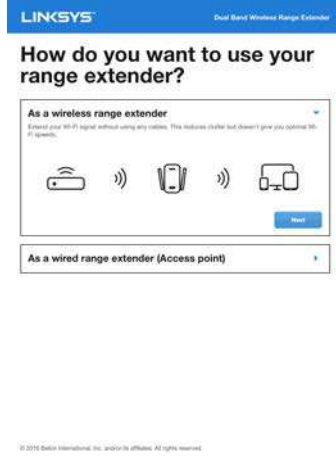 LINKSYS
Dual Band Wireless Range Extender
How do you want to use your
range extender?
As a wireless range extender
Extend your Wi-Fi signal without using any cables. This reduces clutter but doesn't give you optimal Wi-
Fi speeds.
Next
As a wired range extender (Access point)
© 2016 Belkin International, Inc. and/or its affiliates. All rights reserved.